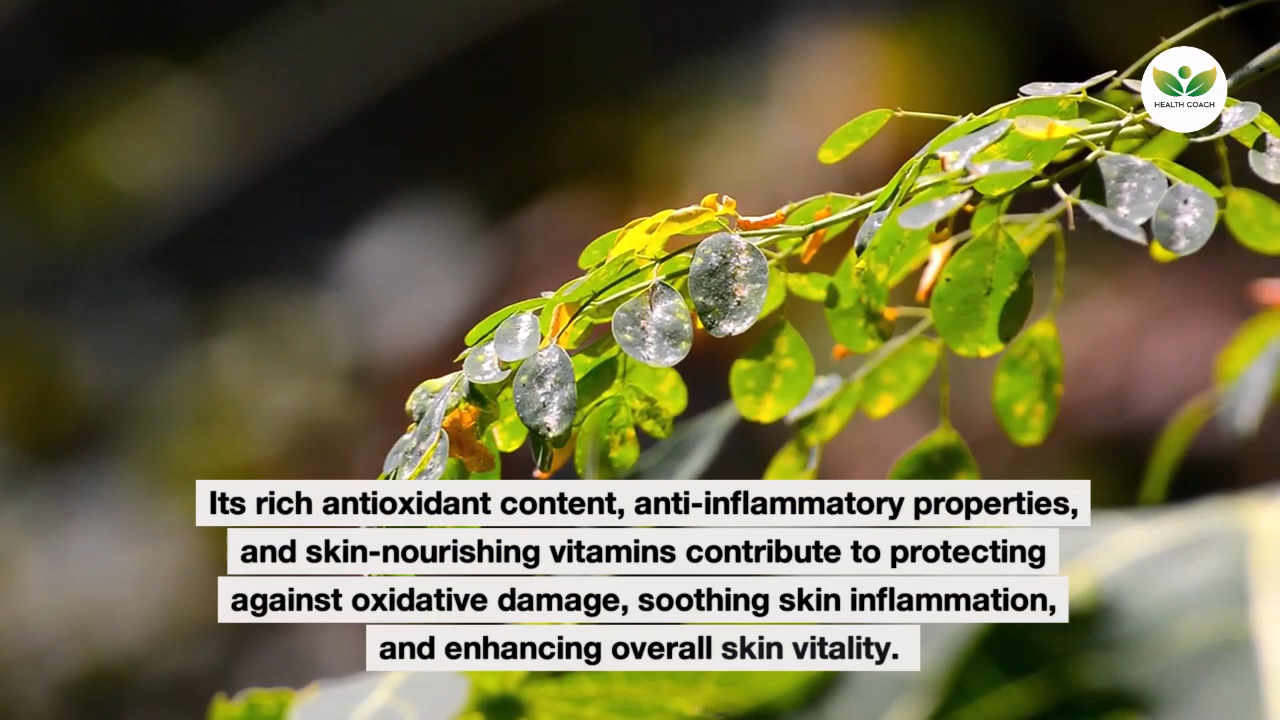 HEALTH COACH
Its rich antioxidant content, anti-inflammatory properties,
and skin-nourishing vitamins contribute to protecting
against oxidative damage, soothing skin inflammation,
and enhancing overall skin vitality.